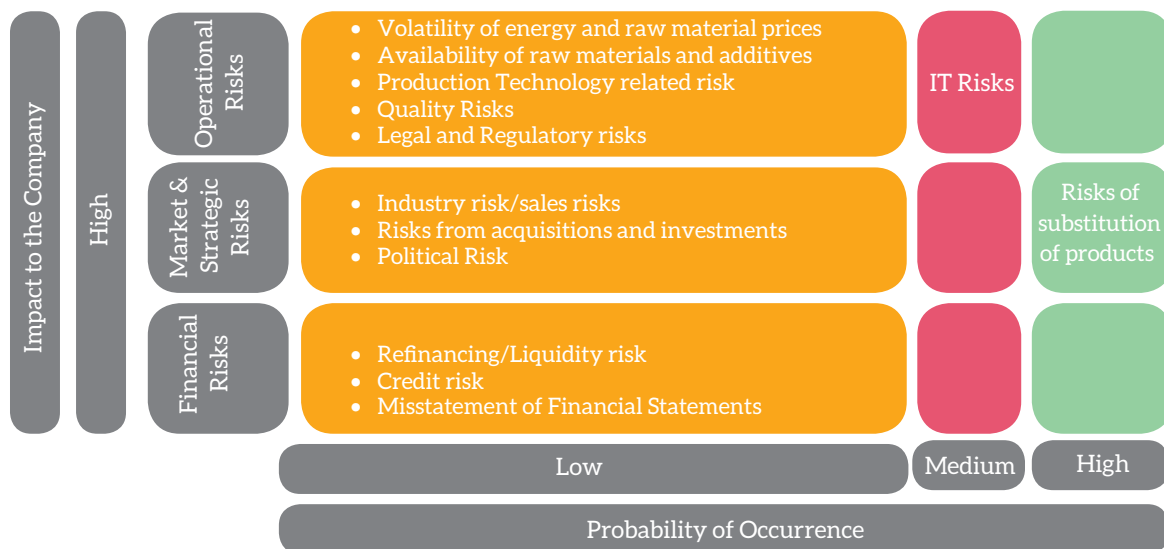 Impact to the Company
High
Operational
Risks
• Volatility of energy and raw material prices
• Availability of raw materials and additives
• Production Technology related risk
• Quality Risks
• Legal and Regulatory risks
IT Risks
Market &
Strategic
Risks
• Industry risk/sales risks
• Risks from acquisitions and investments
• Political Risk
Risks of
substitution
of products
Financial
Risks
• Refinancing/Liquidity risk
• Credit risk
• Misstatement of Financial Statements
Low
Medium
High
Probability of Occurrence